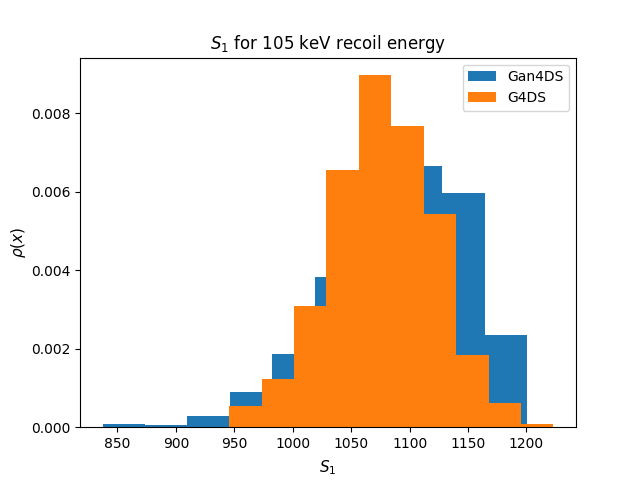 S₁ for 105 keV recoil energy
Gan4DS
G4DS
ρ(x)
0.008
0.006
0.004
0.002
0.000
850 900 950 1000 1050 1100 1150 1200
S₁